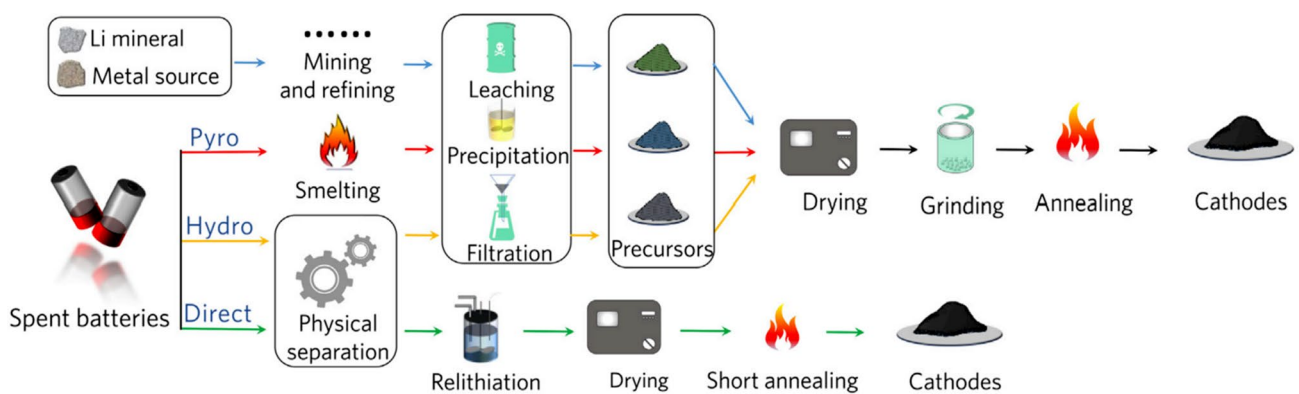 Li mineral
Metal source
Mining
and refining
Leaching
Precipitation
Filtration
Precursors
Pyro
Smelting
Hydro
Direct
Spent batteries
Physical
separation
Drying
Grinding
Annealing
Cathodes
Relithiation
Drying
Short annealing
Cathodes